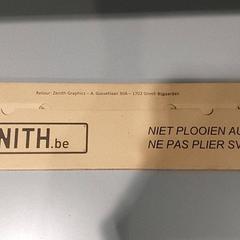 Retour: Zenith Graphics - A. Gossetlaan 30A - 1702 Groot-Bijgaarden
NITH.be
NIET PLOOIEN AU
NE PAS PLIER SV